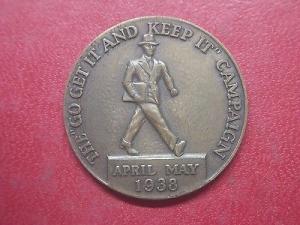 THE "GO GET IT AND KEEP IT" CAMPAIGN
APRIL MAY
1938